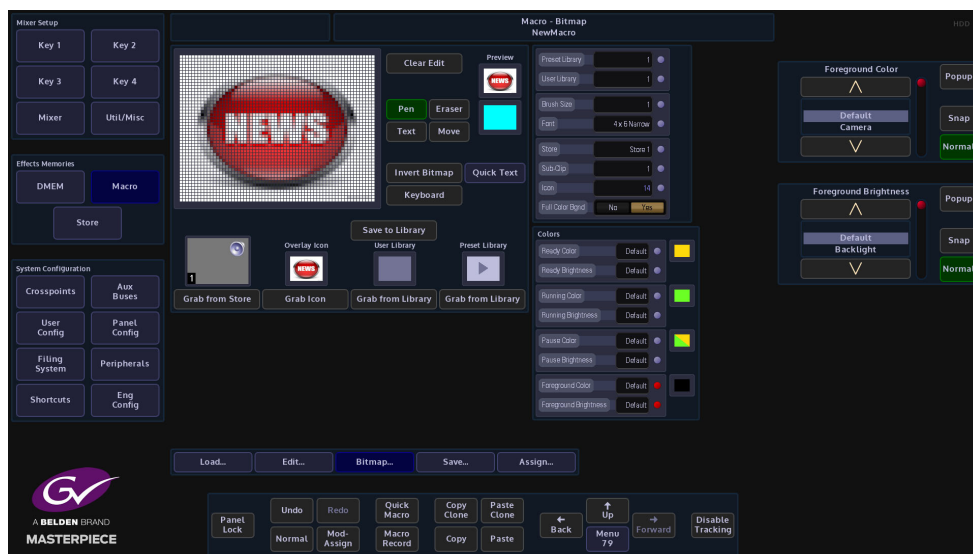 Mixer Setup
Key 1
Key 2
Key 3
Key 4
Mixer
Util/Misc
Effects Memories
DMEM
Macro
Store
System Configuration
Crosspoints
Aux
Buses
User
Config
Panel
Config
Filing
System
Peripherals
Shortcuts
Eng
Config
GV
A BELDEN BRAND
MASTERPIECE
Macro - Bitmap
NewMacro
HDD
NEWS
Clear Edit
Preview
NEWS
Pen
Eraser
Text
Move
Invert Bitmap
Quick Text
Keyboard
Save to Library
1
Overlay Icon
NEWS
User Library
Preset Library
Grab from Store
Grab Icon
Grab from Library
Grab from Library
Preset Library
1
User Library
1
Brush Size
1
Font
4 x 6 Narrow
Store
Store 1
Sub-Clip
1
Icon
14
Full Color Bgnd
No
Yes
Colors
Ready Color
Default
Ready Brightness
Default
Running Color
Default
Running Brightness
Default
Pause Color
Default
Pause Brightness
Default
Foreground Color
Default
Foreground Brightness
Default
Foreground Color
Default
Camera
Popup
Snap
Normal
Foreground Brightness
Default
Backlight
Popup
Snap
Normal
Load...
Edit...
Bitmap...
Save...
Assign...
Panel
Lock
Undo
Redo
Normal
Mod-
Assign
Quick
Macro
Macro
Record
Copy
Clone
Paste
Clone
Copy
Paste
Back
Up
Menu
79
Forward
Disable
Tracking